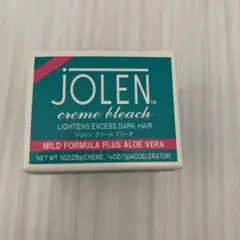 JOLEN™
creme bleach
LIGHTENS EXCESS DARK HAIR
ジョレン クリーム ブリーチ
MILD FORMULA PLUS ALOE VERA
NET WT 1OZ(28g)/CREME, ¼OZ(7g)ACCELERATOR